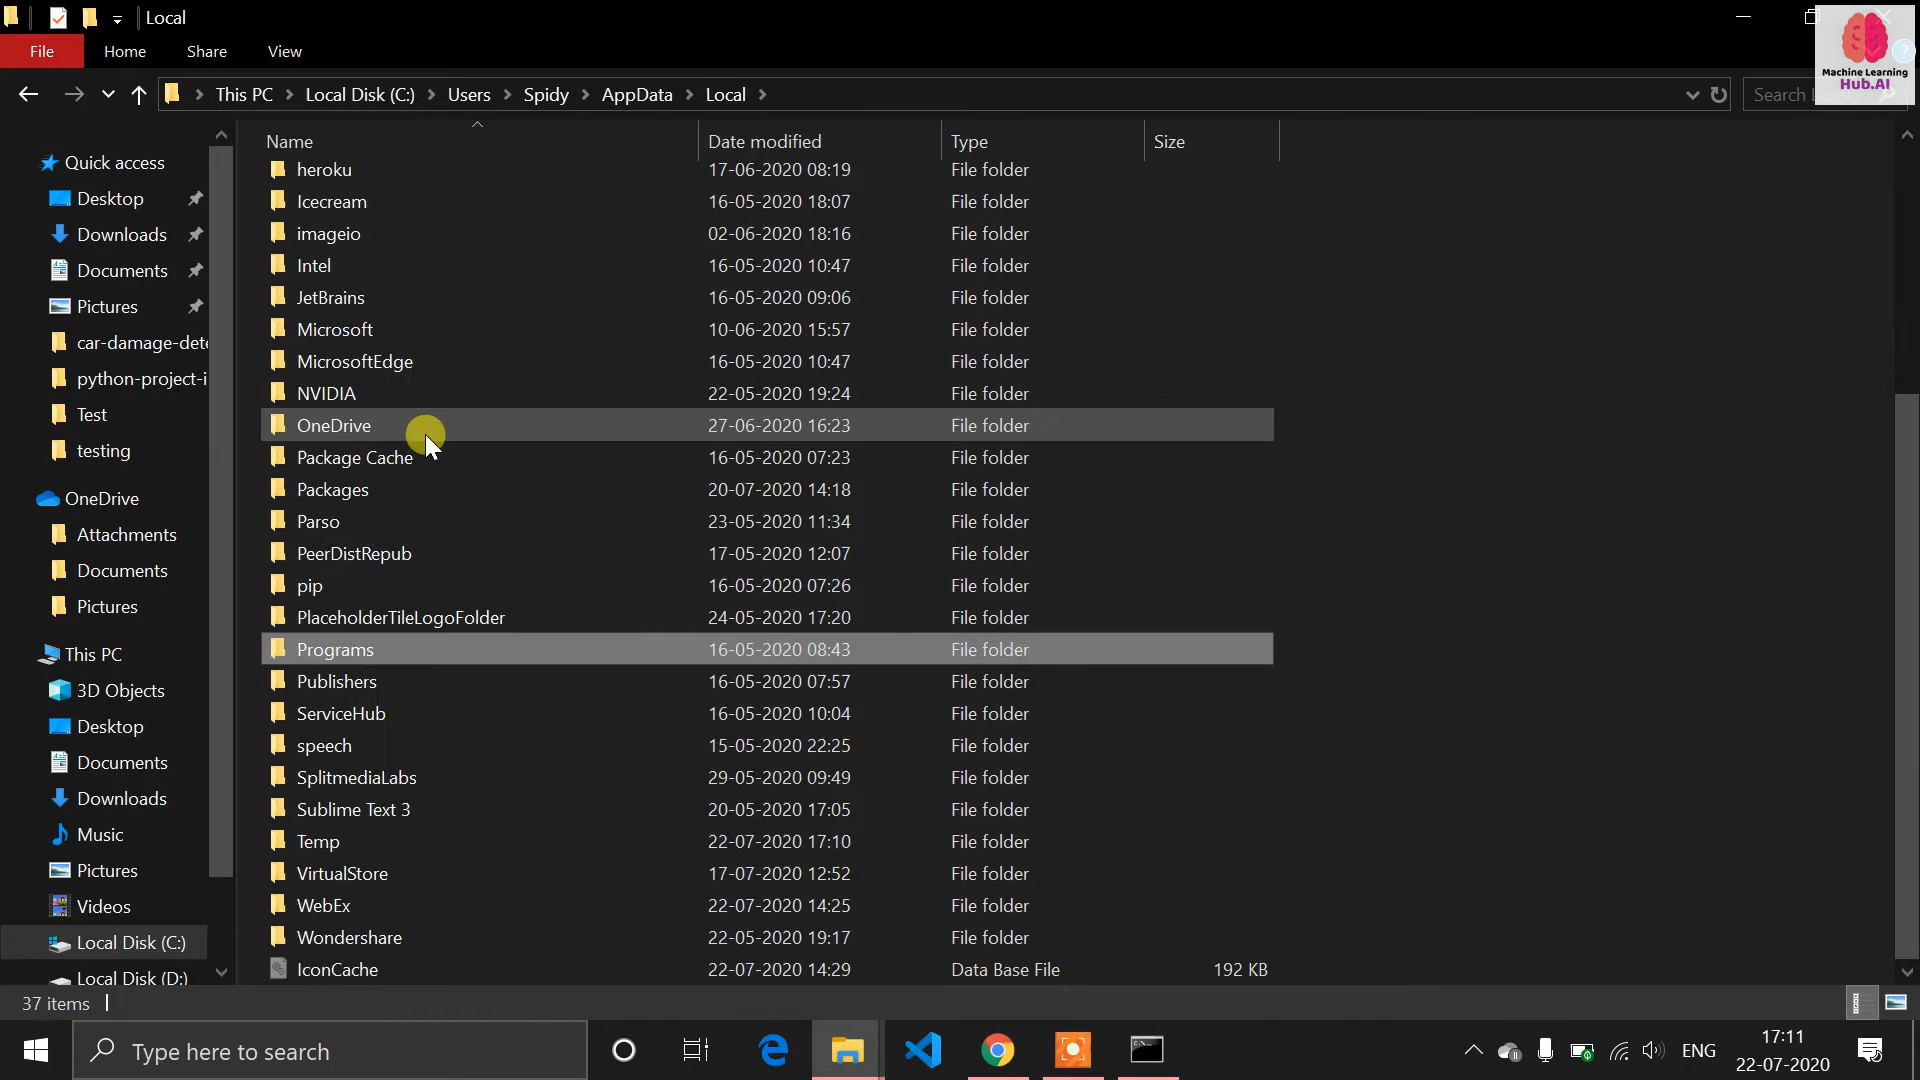 Local
File Home Share View
Machine Learning
Hub.AI
This PC Local Disk (C:) Users Spidy AppData Local
Search
Name Date modified Type Size
Quick access
Desktop
Downloads
Documents
Pictures
car-damage-dete
python-project-i
Test
testing
OneDrive
Attachments
Documents
Pictures
This PC
3D Objects
Desktop
Documents
Downloads
Music
Pictures
Videos
Local Disk (C:)
Local Disk (D:)
heroku 17-06-2020 08:19 File folder
Icecream 16-05-2020 18:07 File folder
imageio 02-06-2020 18:16 File folder
Intel 16-05-2020 10:47 File folder
JetBrains 16-05-2020 09:06 File folder
Microsoft 10-06-2020 15:57 File folder
MicrosoftEdge 16-05-2020 10:47 File folder
NVIDIA 22-05-2020 19:24 File folder
OneDrive 27-06-2020 16:23 File folder
Package Cache 16-05-2020 07:23 File folder
Packages 20-07-2020 14:18 File folder
Parso 23-05-2020 11:34 File folder
PeerDistRepub 17-05-2020 12:07 File folder
pip 16-05-2020 07:26 File folder
PlaceholderTileLogoFolder 24-05-2020 17:20 File folder
Programs 16-05-2020 08:43 File folder
Publishers 16-05-2020 07:57 File folder
ServiceHub 16-05-2020 10:04 File folder
speech 15-05-2020 22:25 File folder
SplitmediaLabs 29-05-2020 09:49 File folder
Sublime Text 3 20-05-2020 17:05 File folder
Temp 22-07-2020 17:10 File folder
VirtualStore 17-07-2020 12:52 File folder
WebEx 22-07-2020 14:25 File folder
Wondershare 22-05-2020 19:17 File folder
IconCache 22-07-2020 14:29 Data Base File 192 KB
37 items
Type here to search
ENG
17:11
22-07-2020